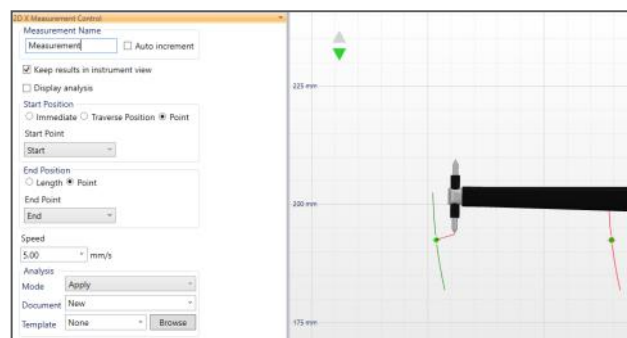 2D X Measurement Control
Measurement Name
Measurement
Auto increment
Keep results in instrument view
Display analysis
Start Position
Immediate
Traverse Position
Point
Start Point
Start
End Position
Length
Point
End Point
End
Speed
5.00
mm/s
Analysis
Mode
Apply
Document
New
Template
None
Browse
225 mm
200 mm
175 mm